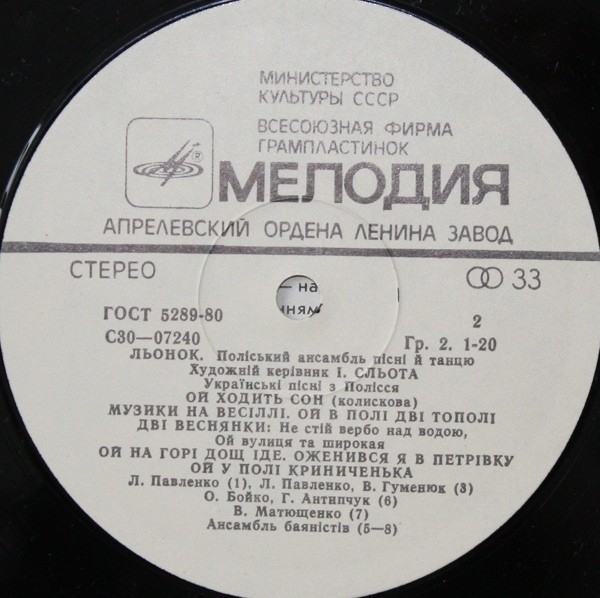 МИНИСТЕРСТВО
КУЛЬТУРЫ СССР
ВСЕСОЮЗНАЯ ФИРМА
ГРАМПЛАСТИНОК
®
МЕЛОДИЯ
АПРЕЛЕВСКИЙ ОРДЕНА ЛЕНИНА ЗАВОД
СТЕРЕО
33
— на
ГОСТ 5289-80
2
С30—07240
Гр. 2. 1-20
ЛЬОНОК. Поліський ансамбль пісні й танцю
Художній керівник І. СЛЬОТА
Українські пісні з Полісся
ОЙ ХОДИТЬ СОН (колискова)
МУЗИКИ НА ВЕСІЛЛІ. ОЙ В ПОЛІ ДВІ ТОПОЛІ
ДВІ ВЕСНЯНКИ: Не стій вербо над водою,
Ой вулиця та широкая
ОЙ НА ГОРІ ДОЩ ІДЕ. ОЖЕНИВСЯ Я В ПЕТРІВКУ
ОЙ У ПОЛІ КРИНИЧЕНЬКА
Л. Павленко (1), Л. Павленко, В. Гуменюк (3)
О. Бойко, Г. Антипчук (6)
В. Матющенко (7)
Ансамбль баяністів (5—8)